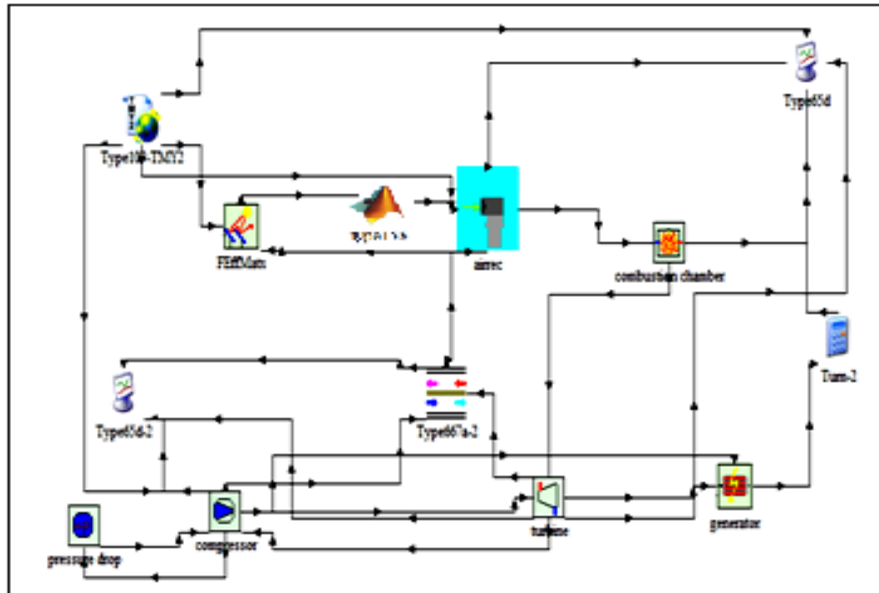 Type65d
Type109-TMY2
FEffMatx
airrec
combustion chamber
Turn-2
Type65d-2
Type667a-2
pressure drop
compressor
turbine
generator